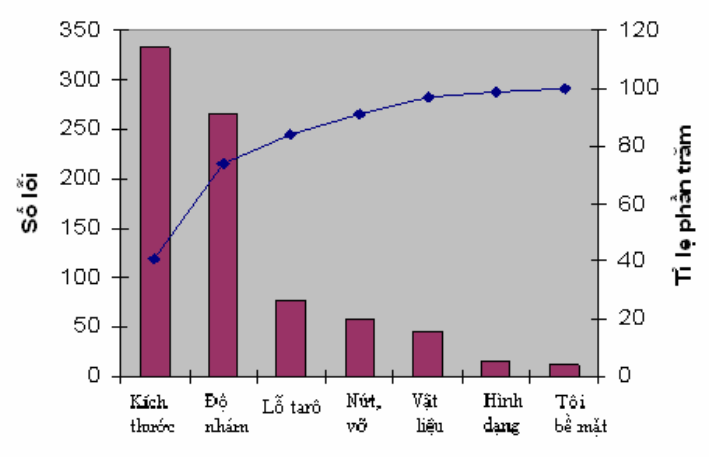 350
300
250
200
150
100
50
0
Số lỗi
120
100
80
60
40
20
0
Tỉ lẹ phần trăm
Kích
thước
Độ
nhám
Lỗ tarô
Nứt,
vỡ
Vật
liệu
Hình
dạng
Tôi
bề mặt